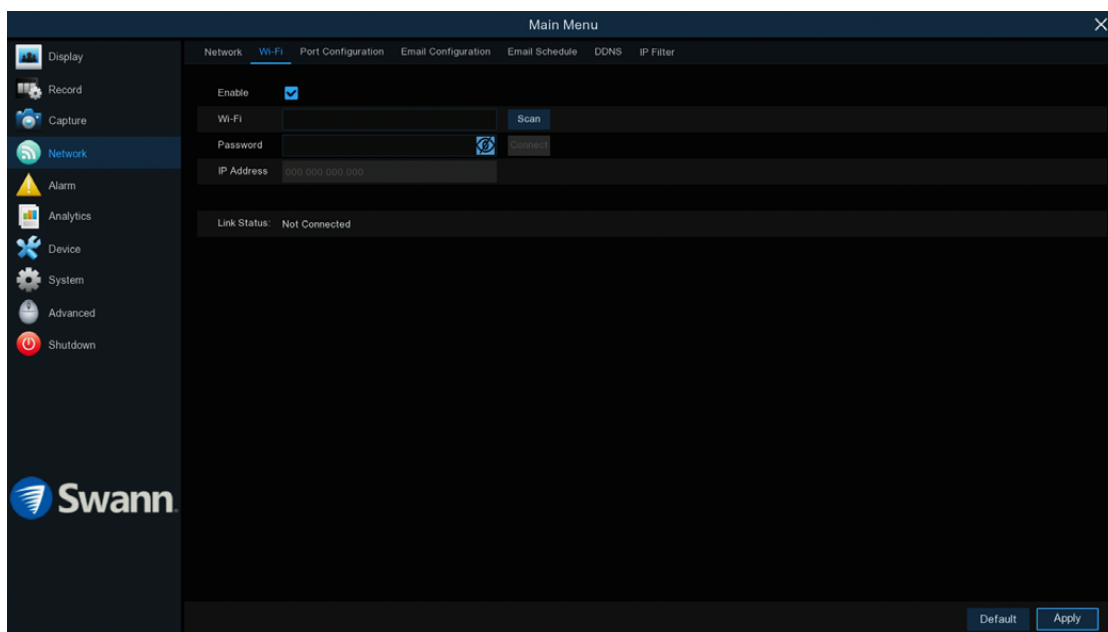 Main Menu
Display
Record
Capture
Network
Alarm
Analytics
Device
System
Advanced
Shutdown
Swann
Network Wi-Fi Port Configuration Email Configuration Email Schedule DDNS IP Filter
Enable
Wi-Fi Scan
Password Connect
IP Address 000.000.000.000
Link Status: Not Connected
Default Apply